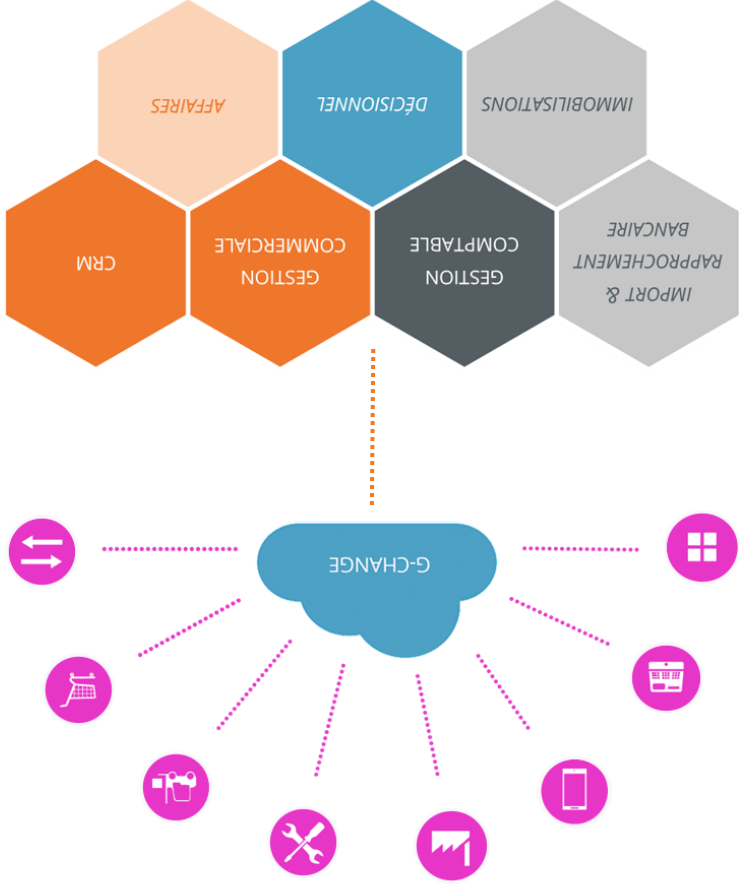 G-CHANGE
IMPORT &
RAPPROCHEMENT
BANCAIRE
GESTION
COMPTABLE
GESTION
COMMERCIALE
CRM
IMMOBILISATIONS
DÉCISIONNEL
AFFAIRES